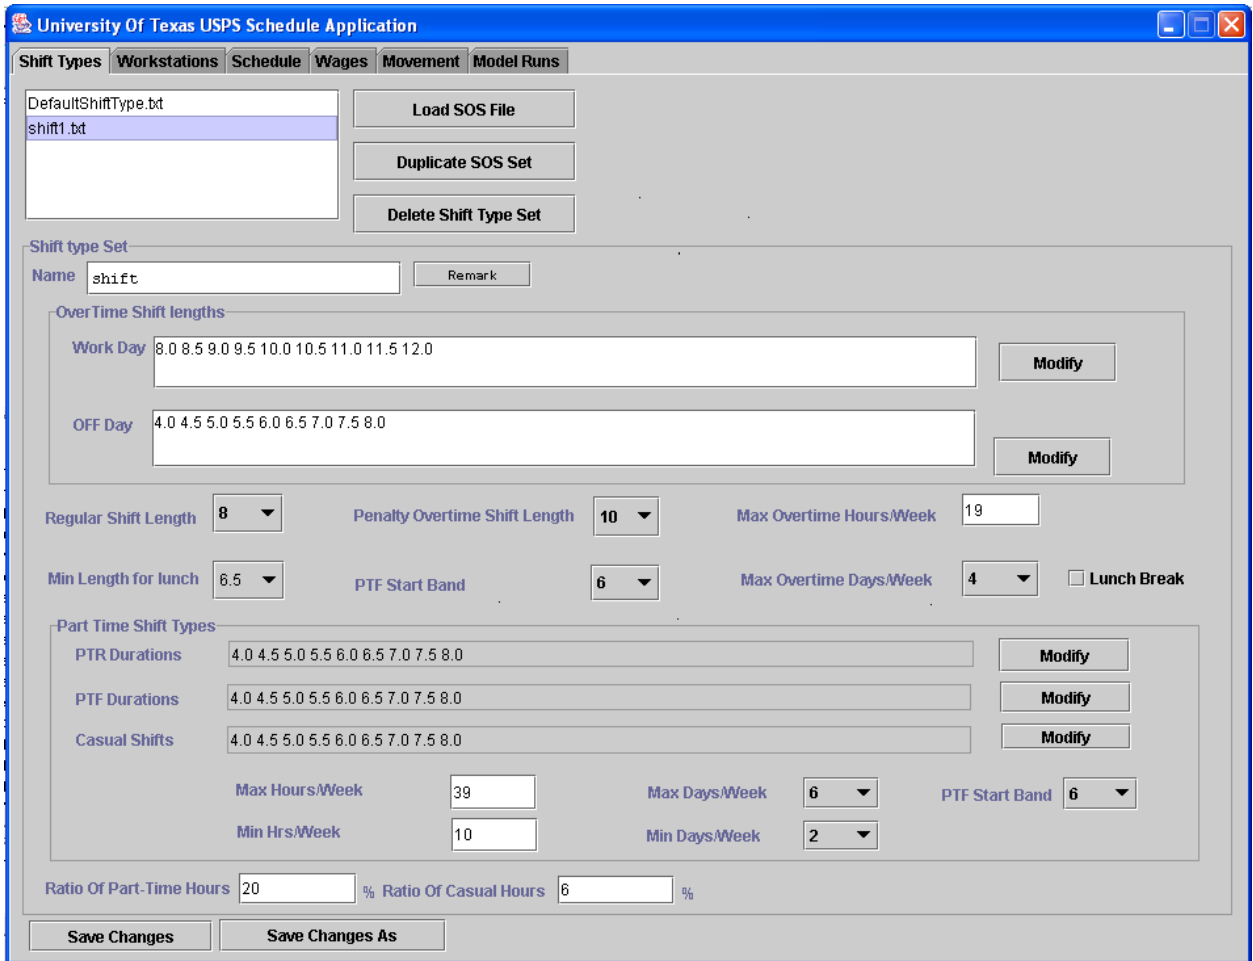 University Of Texas USPS Schedule Application
Shift Types Workstations Schedule Wages Movement Model Runs
DefaultShiftType.txt
shift1.txt
Load SOS File
Duplicate SOS Set
Delete Shift Type Set
Shift type Set
Name shift Remark
OverTime Shift lengths
Work Day 8.0 8.5 9.0 9.5 10.0 10.5 11.0 11.5 12.0 Modify
OFF Day 4.0 4.5 5.0 5.5 6.0 6.5 7.0 7.5 8.0 Modify
Regular Shift Length 8 Penalty Overtime Shift Length 10 Max Overtime Hours/Week 19
Min Length for lunch 6.5 PTF Start Band 6 Max Overtime Days/Week 4 Lunch Break
Part Time Shift Types
PTR Durations 4.0 4.5 5.0 5.5 6.0 6.5 7.0 7.5 8.0 Modify
PTF Durations 4.0 4.5 5.0 5.5 6.0 6.5 7.0 7.5 8.0 Modify
Casual Shifts 4.0 4.5 5.0 5.5 6.0 6.5 7.0 7.5 8.0 Modify
Max Hours/Week 39 Max Days/Week 6 PTF Start Band 6
Min Hrs/Week 10 Min Days/Week 2
Ratio Of Part-Time Hours 20 % Ratio Of Casual Hours 6 %
Save Changes Save Changes As